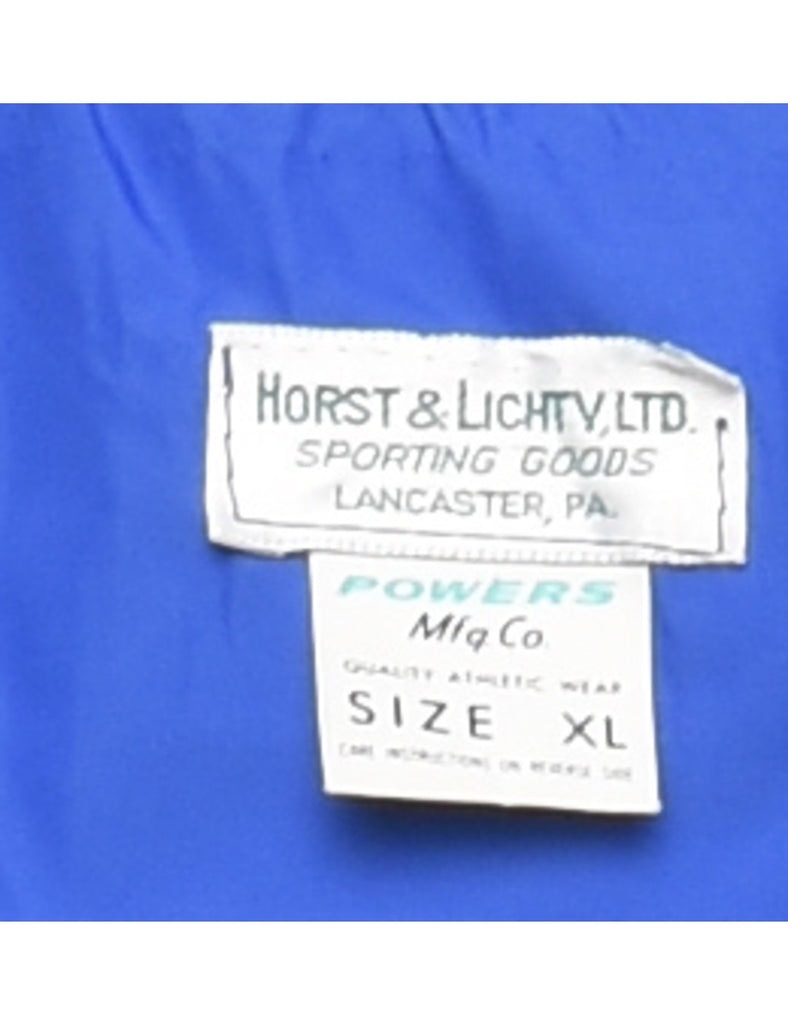 HORST & LICHTY, LTD.
SPORTING GOODS
LANCASTER, PA.
POWERS
Mfg Co.
QUALITY ATHLETIC WEAR
SIZE XL
CARE INSTRUCTIONS ON REVERSE SIDE